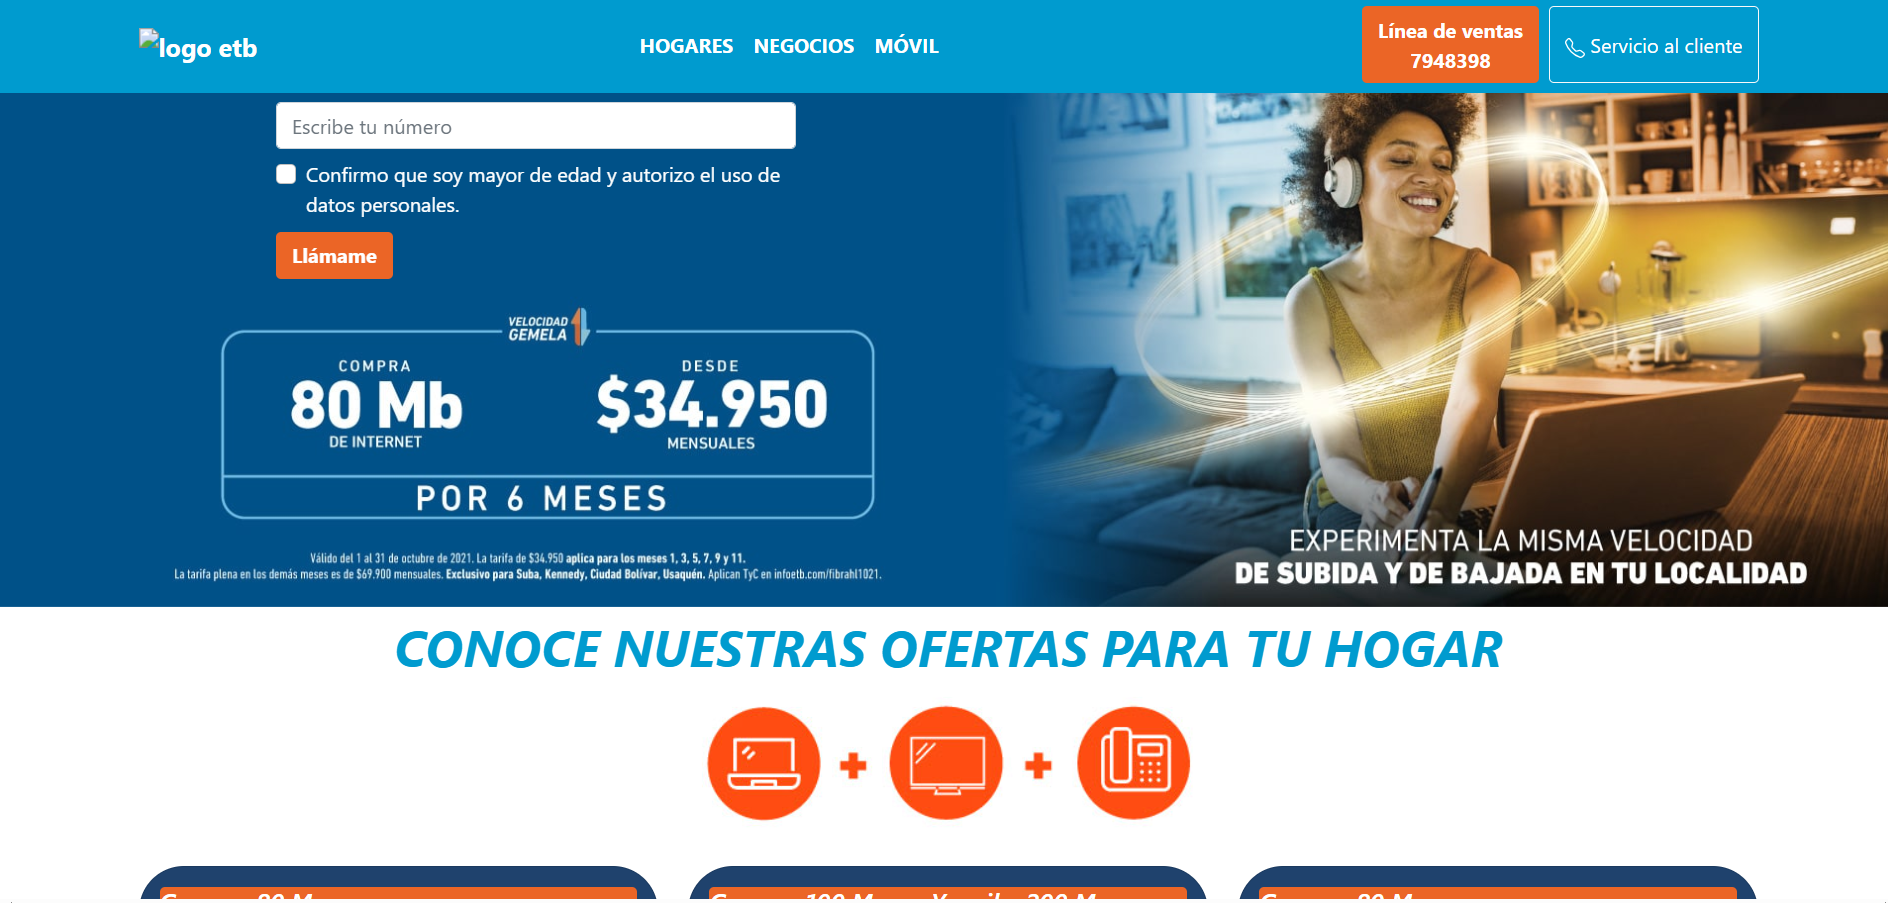 logo etb
HOGARES NEGOCIOS MÓVIL
Línea de ventas
7948398
Servicio al cliente
Escribe tu número
Confirmo que soy mayor de edad y autorizo el uso de
datos personales.
Llámame
VELOCIDAD
GEMELA
COMPRA
80 Mb
DE INTERNET
DESDE
$34.950
MENSUALES
POR 6 MESES
Válido del 1 al 31 de octubre de 2021. La tarifa de $34.950 aplica para los meses 1, 3, 5, 7, 9 y 11.
La tarifa plena en los demás meses es de $69.900 mensuales. Exclusivo para Suba, Kennedy, Ciudad Bolívar, Usaquén. Aplican TyC en infoetb.com/fibrahl1021.
EXPERIMENTA LA MISMA VELOCIDAD
DE SUBIDA Y DE BAJADA EN TU LOCALIDAD
CONOCE NUESTRAS OFERTAS PARA TU HOGAR